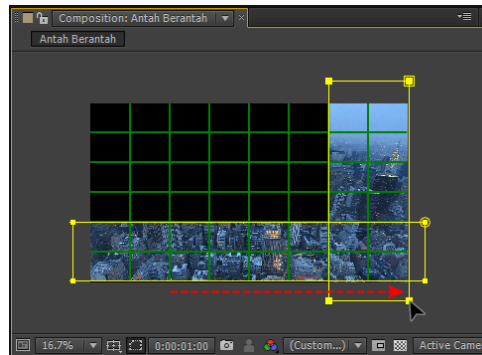 Composition: Antah Berantah
Antah Berantah
16.7% 0:00:01:00 (Custom...) Active Came